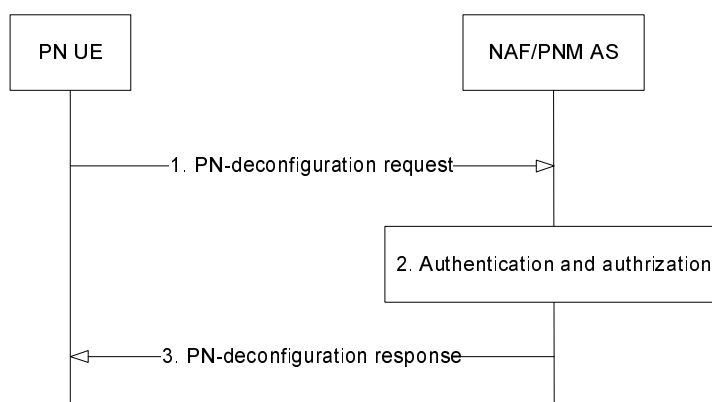 PN UE
NAF/PNM AS
1. PN-deconfiguration request
2. Authentication and authrization
3. PN-deconfiguration response